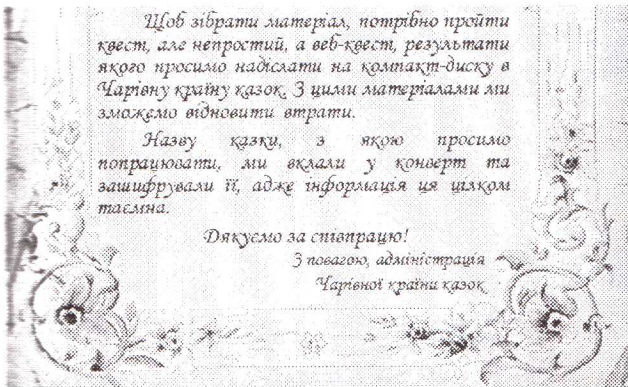 Щоб зібрати матеріал, потрібно пройти
квест, але непростий, а веб-квест, результати
якого просимо надіслати на компакт-диску в
Чарівну країну казок. З цими матеріалами ми
зможемо відновити втрати.
Назву казки, з якою просимо
попрацювати, ми вклали у конверт та
зашифрували її, адже інформація ця цілком
таємна.
Дякуємо за співпрацю!
З повагою, адміністрація
Чарівної країни казок